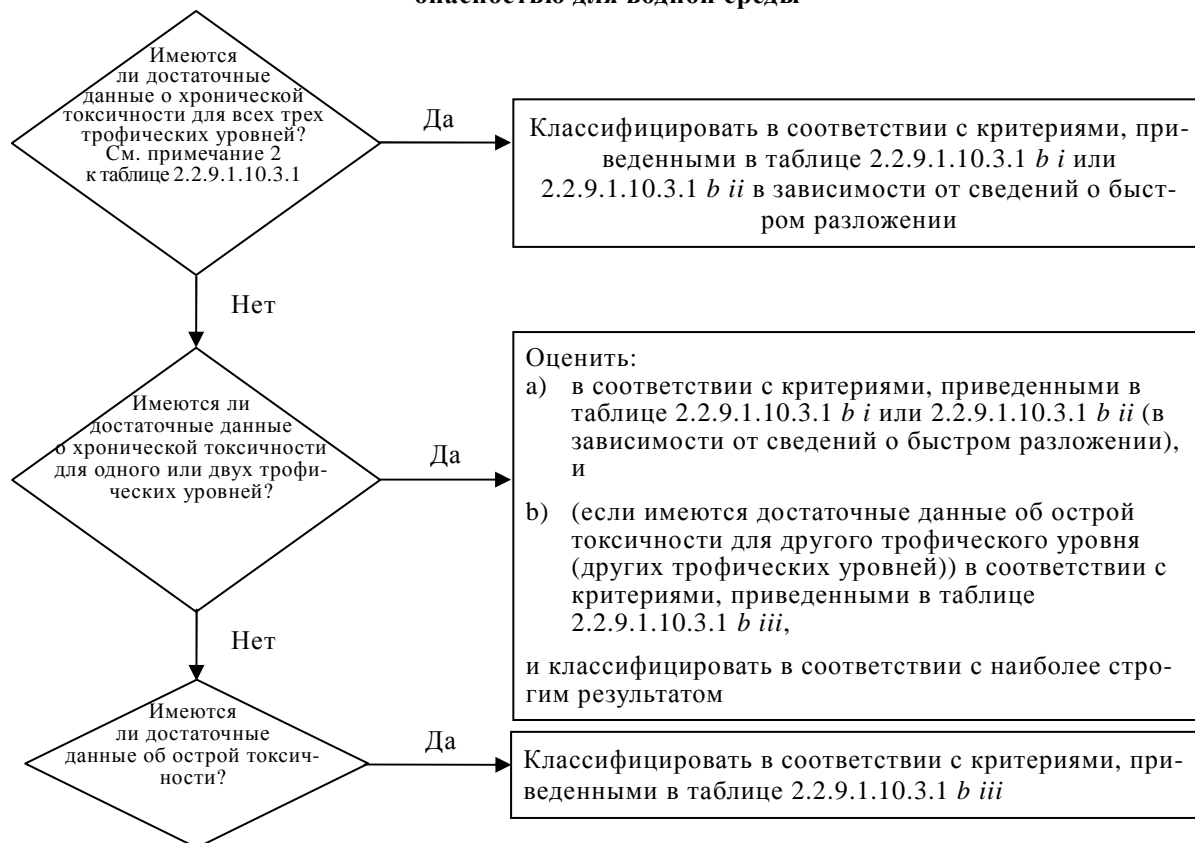 опасностью для водной среды
Имеются
ли достаточные
данные о хронической
токсичности для всех трех
трофических уровней?
См. примечание 2
к таблице 2.2.9.1.10.3.1
Да
Классифицировать в соответствии с критериями, при-
веденными в таблице 2.2.9.1.10.3.1 b i или
2.2.9.1.10.3.1 b ii в зависимости от сведений о быст-
ром разложении
Нет
Имеются ли
достаточные данные
о хронической токсичности
для одного или двух трофи-
ческих уровней?
Да
Оценить:
a) в соответствии с критериями, приведенными в
таблице 2.2.9.1.10.3.1 b i или 2.2.9.1.10.3.1 b ii (в
зависимости от сведений о быстром разложении),
и
b) (если имеются достаточные данные об острой
токсичности для другого трофического уровня
(других трофических уровней)) в соответствии с
критериями, приведенными в таблице
2.2.9.1.10.3.1 b iii,
и классифицировать в соответствии с наиболее стро-
гим результатом
Нет
Имеются
ли достаточные
данные об острой токсич-
ности?
Да
Классифицировать в соответствии с критериями, при-
веденными в таблице 2.2.9.1.10.3.1 b iii